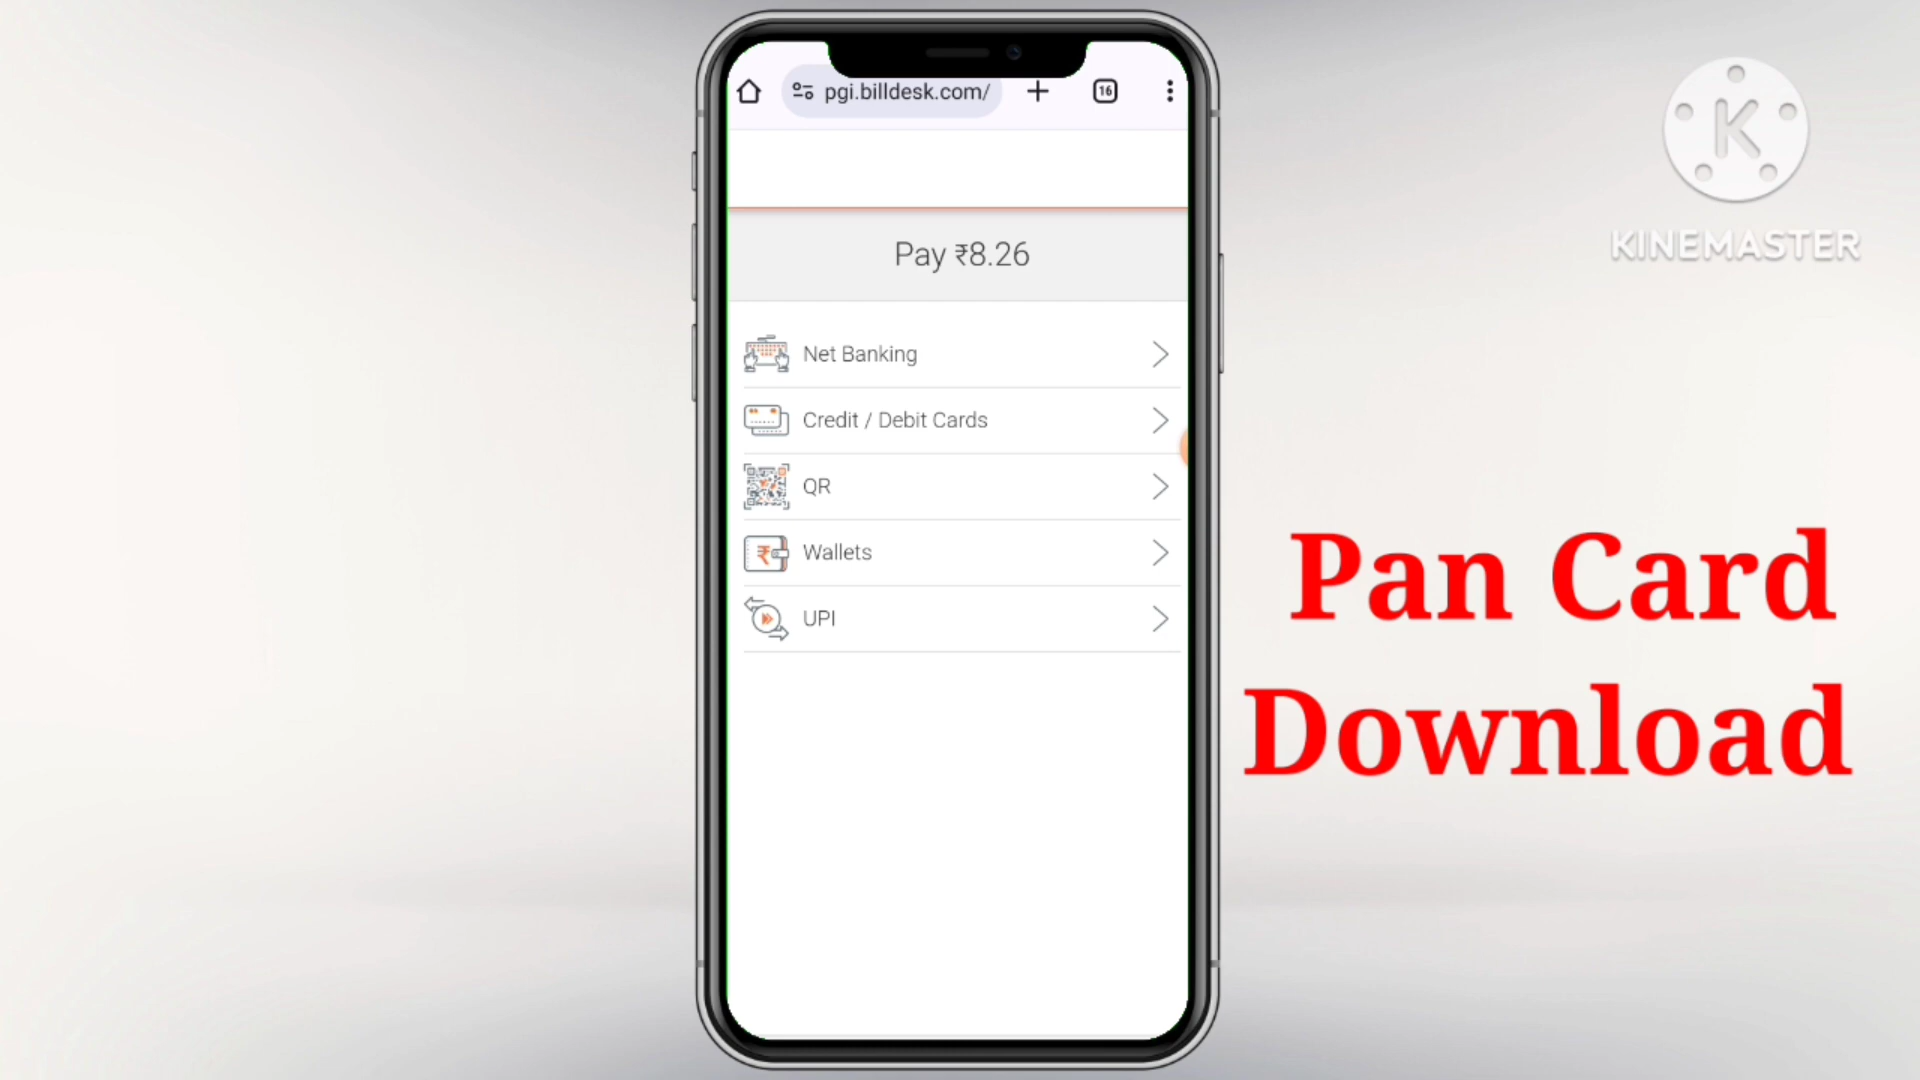 pgi.billdesk.com/
16
Pay ₹8.26
Net Banking
Credit / Debit Cards
QR
Wallets
UPI
K
KINEMASTER
Pan Card
Download